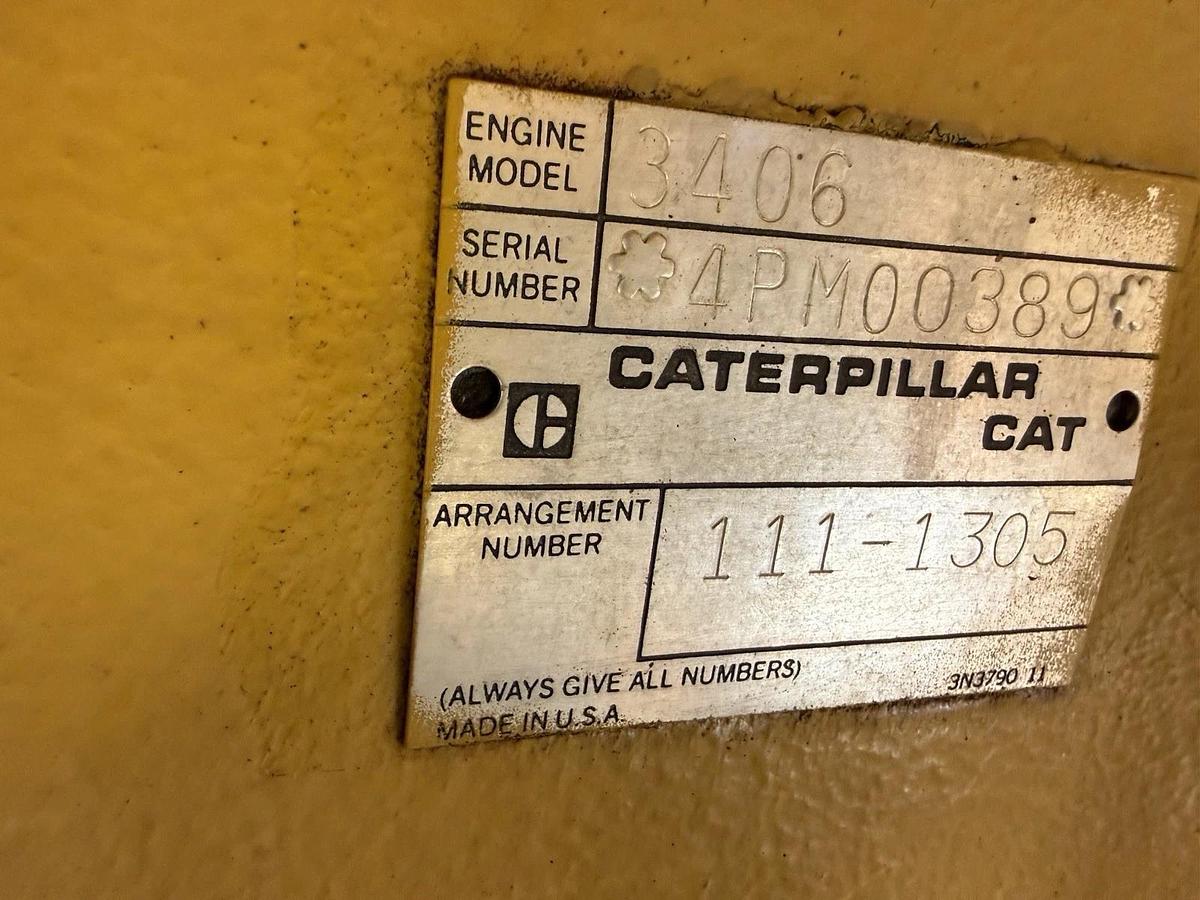 ENGINE MODEL 3406
SERIAL NUMBER *4PM00389*
CATERPILLAR
CAT
ARRANGEMENT NUMBER 111-1305
(ALWAYS GIVE ALL NUMBERS)
3N3790 11
MADE IN U.S.A.